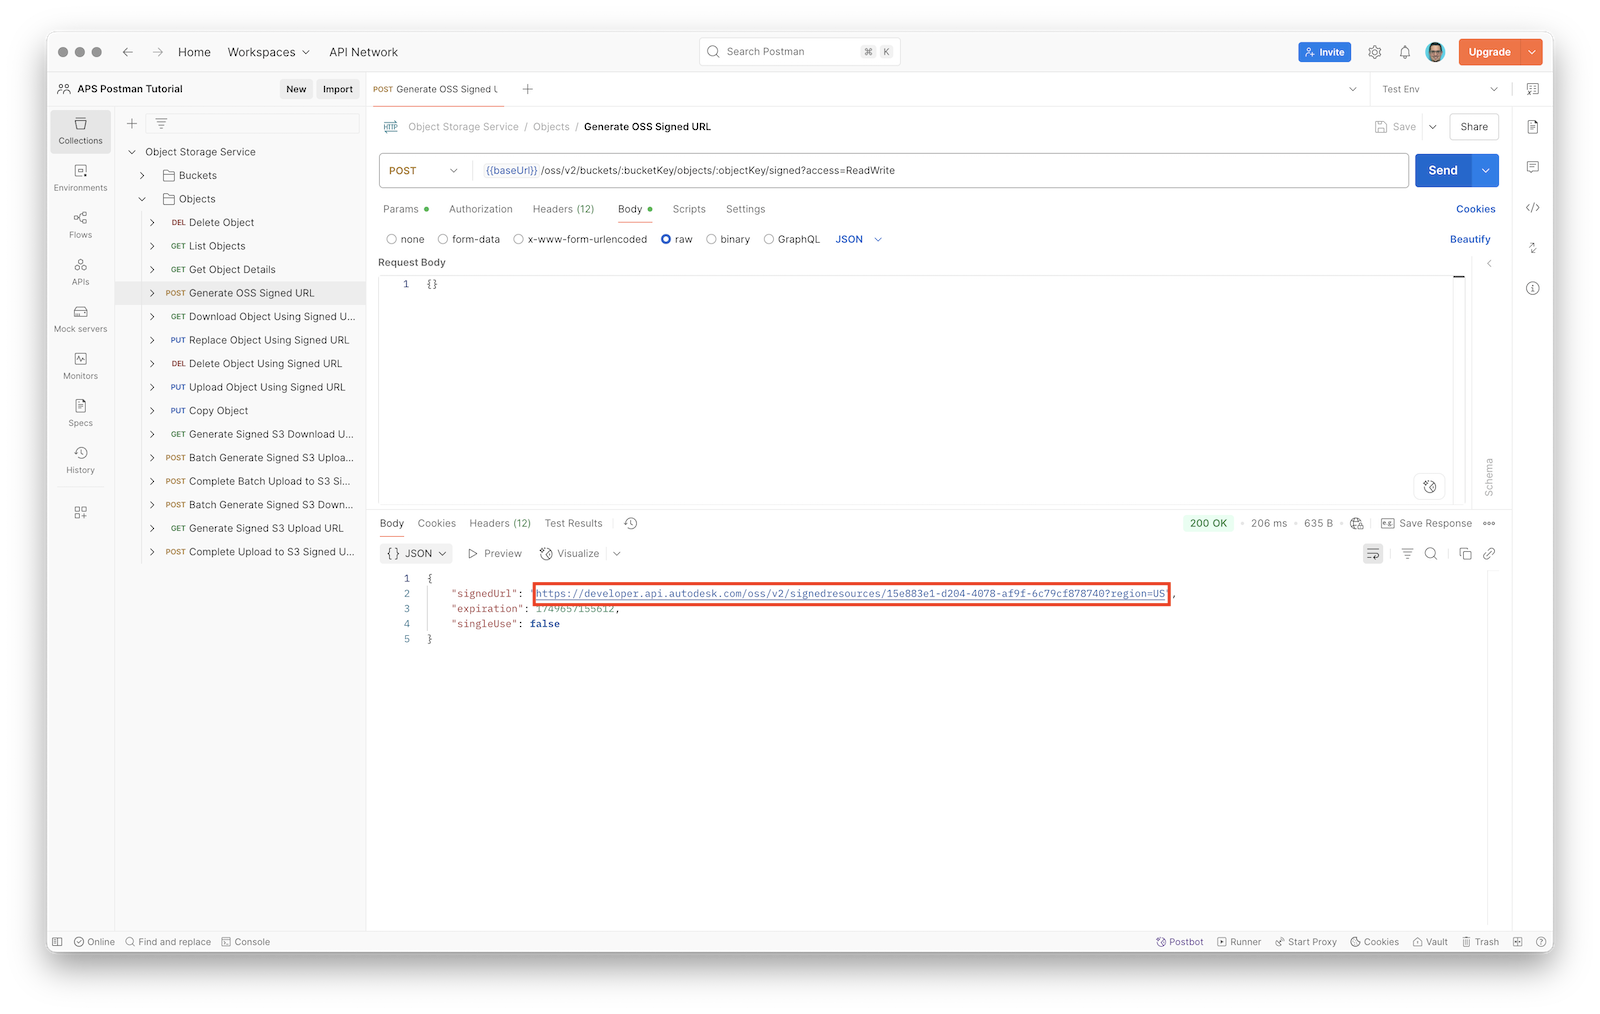 Home
Workspaces
API Network
Search Postman
⌘ K
Invite
Upgrade
APS Postman Tutorial
New
Import
POST Generate OSS Signed U
Test Env
Collections
Environments
Flows
APIs
Mock servers
Monitors
Specs
History
Object Storage Service
Buckets
Objects
DEL Delete Object
GET List Objects
GET Get Object Details
POST Generate OSS Signed URL
GET Download Object Using Signed U...
PUT Replace Object Using Signed URL
DEL Delete Object Using Signed URL
PUT Upload Object Using Signed URL
PUT Copy Object
GET Generate Signed S3 Download U...
POST Batch Generate Signed S3 Uploa...
POST Complete Batch Upload to S3 Si...
POST Batch Generate Signed S3 Down...
GET Generate Signed S3 Upload URL
POST Complete Upload to S3 Signed U...
HTTP Object Storage Service / Objects / Generate OSS Signed URL
Save
Share
POST
{{baseUrl}} /oss/v2/buckets/:bucketKey/objects/:objectKey/signed?access=ReadWrite
Send
Params
Authorization
Headers (12)
Body
Scripts
Settings
Cookies
none
form-data
x-www-form-urlencoded
raw
binary
GraphQL
JSON
Beautify
Request Body
1 {}
Schema
Body
Cookies
Headers (12)
Test Results
200 OK
206 ms
635 B
e.g. Save Response
{} JSON
Preview
Visualize
1 {
2 "signedUrl": "https://developer.api.autodesk.com/oss/v2/signedresources/15e883e1-d204-4078-af9f-6c79cf878740?region=US",
3 "expiration": 1749657155612,
4 "singleUse": false
5 }
Online
Find and replace
Console
Postbot
Runner
Start Proxy
Cookies
Vault
Trash